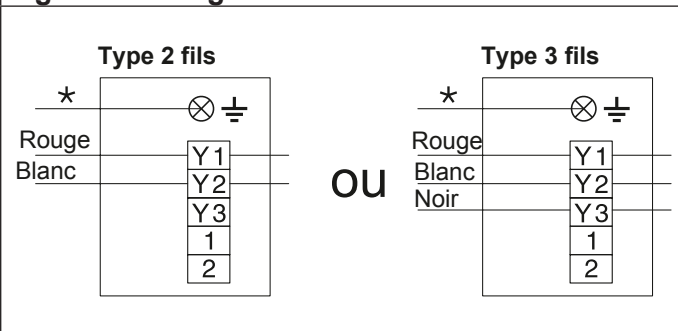 Type 2 fils
*
Rouge
Blanc
Y1
Y2
Y3
1
2
ou
Type 3 fils
*
Rouge
Blanc
Noir
Y1
Y2
Y3
1
2